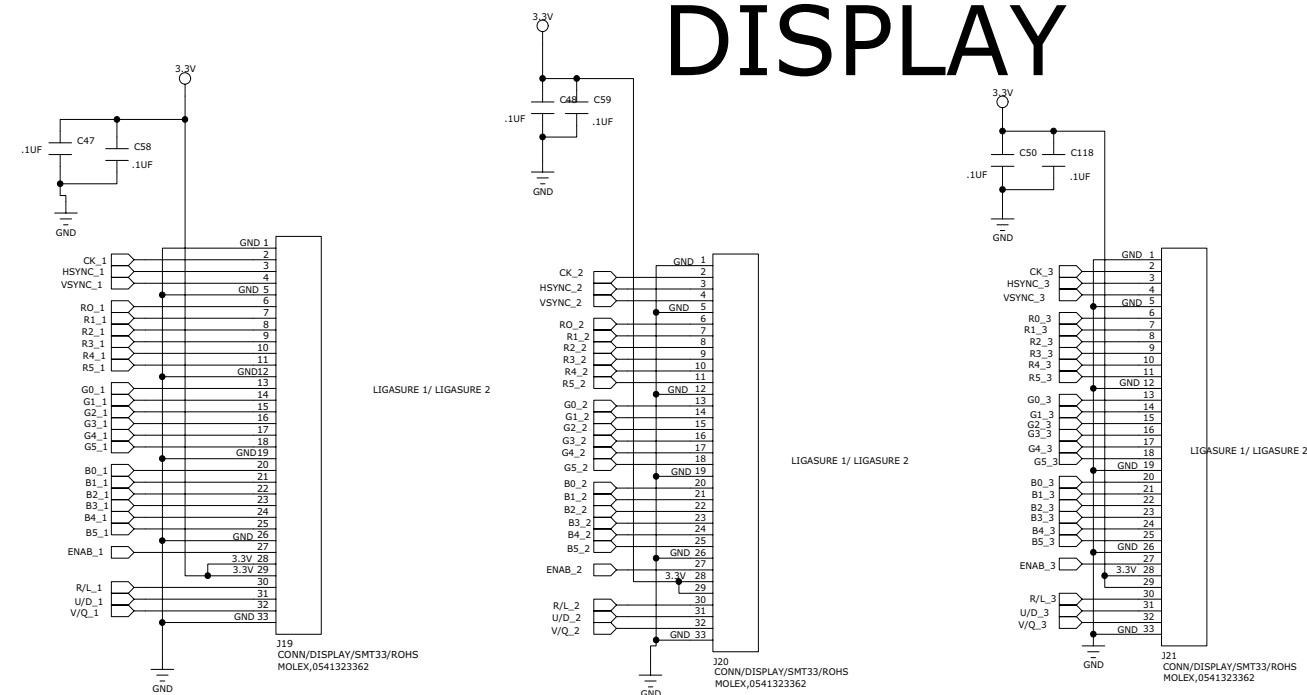 DISPLAY
3.3V
C47
.1UF
C58
.1UF
GND
GND 1
CK_1 2
HSYNC_1 3
VSYNC_1 4
GND 5
RO_1 6
R1_1 7
R2_1 8
R3_1 9
R4_1 10
R5_1 11
GND12
G0_1 13
G1_1 14
G2_1 15
G3_1 16
G4_1 17
G5_1 18
GND19
B0_1 20
B1_1 21
B2_1 22
B3_1 23
B4_1 24
B5_1 25
GND 26
ENAB_1 27
3.3V 28
3.3V 29
R/L_1 30
U/D_1 31
V/Q_1 32
GND 33
GND
J19
CONN/DISPLAY/SMT33/ROHS
MOLEX,0541323362
LIGASURE 1/ LIGASURE 2
3.3V
C48 C59
.1UF
.1UF
GND
GND 1
CK_2 2
HSYNC_2 3
VSYNC_2 4
GND 5
RO_2 6
R1_2 7
R2_2 8
R3_2 9
R4_2 10
R5_2 11
GND 12
G0_2 13
G1_2 14
G2_2 15
G3_2 16
G4_2 17
G5_2 18
GND 19
B0_2 20
B1_2 21
B2_2 22
B3_2 23
B4_2 24
B5_2 25
GND 26
ENAB_2 27
3.3V 28
29
R/L_2 30
U/D_2 31
V/Q_2 32
GND 33
GND
J20
CONN/DISPLAY/SMT33/ROHS
MOLEX,0541323362
LIGASURE 1/ LIGASURE 2
3.3V
C50 C118
.1UF
.1UF
GND
GND 1
CK_3 2
HSYNC_3 3
VSYNC_3 4
GND 5
R0_3 6
R1_3 7
R2_3 8
R3_3 9
R4_3 10
R5_3 11
GND 12
G0_3 13
G1_3 14
G2_3 15
G3_3 16
G4_3 17
G5_3 18
GND 19
B0_3 20
B1_3 21
B2_3 22
B3_3 23
B4_3 24
B5_3 25
GND 26
ENAB_3 27
3.3V 28
29
R/L_3 30
U/D_3 31
V/Q_3 32
GND 33
GND
J21
CONN/DISPLAY/SMT33/ROHS
MOLEX,0541323362
LIGASURE 1/ LIGASURE 2